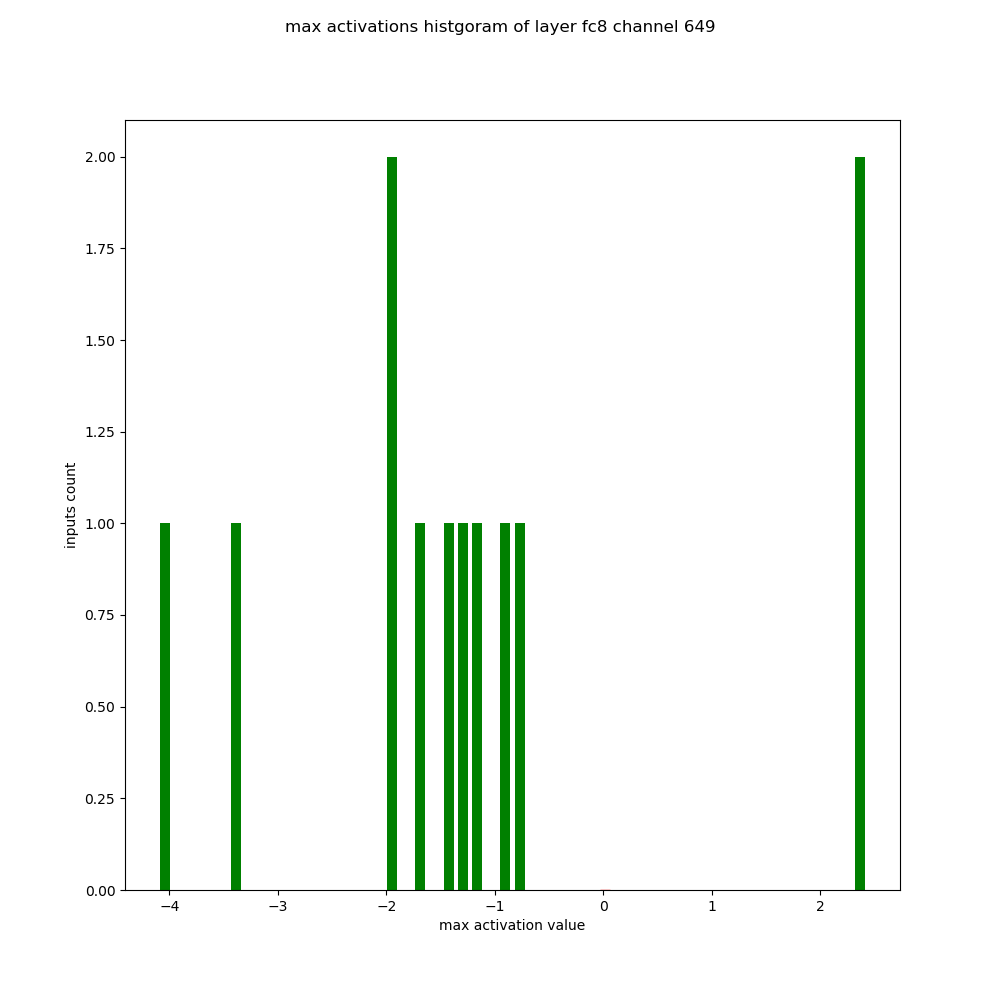 max activations histgoram of layer fc8 channel 649
2.00
1.75
1.50
1.25
1.00
0.75
0.50
0.25
0.00
inputs count
−4 −3 −2 −1 0 1 2
max activation value